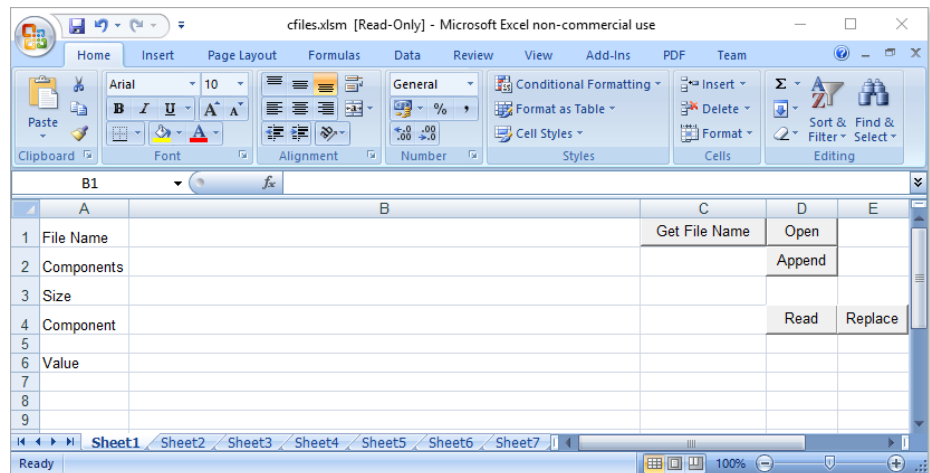 cfiles.xlsm [Read-Only] - Microsoft Excel non-commercial use
Home Insert Page Layout Formulas Data Review View Add-Ins PDF Team
Arial 10 General Conditional Formatting Insert Σ
Paste B I U A A $ % , Format as Table Delete Sort & Filter Find & Select
A Cell Styles Format
Clipboard Font Alignment Number Styles Cells Editing
B1 fx
A B C D E
1 File Name Get File Name Open
2 Components Append
3 Size
4 Component Read Replace
5
6 Value
7
8
9
Sheet1 Sheet2 Sheet3 Sheet4 Sheet5 Sheet6 Sheet7
Ready 100%